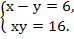 x − y = 6,
xy = 16.